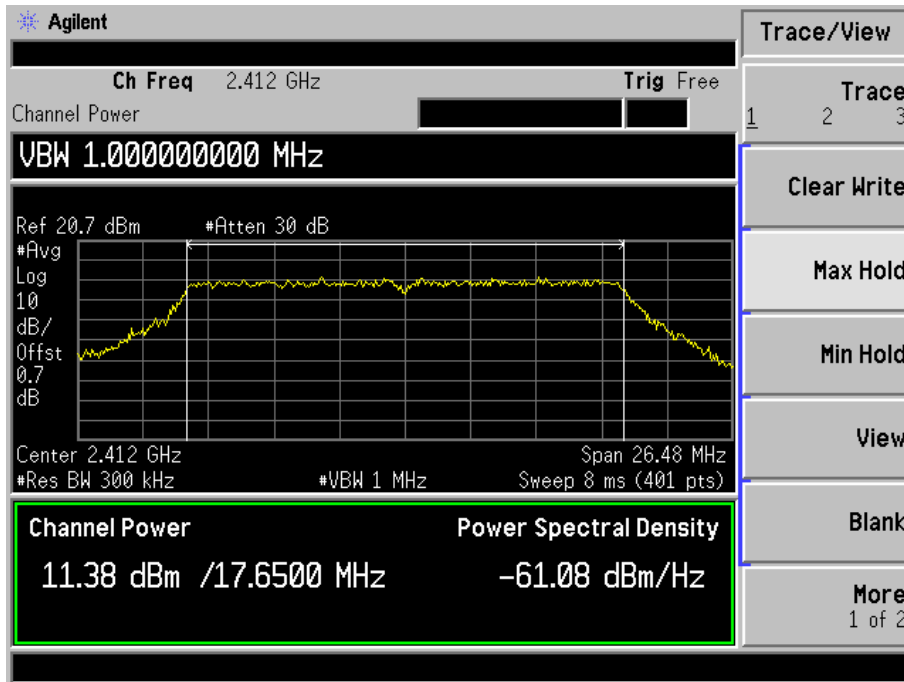 Agilent
Ch Freq 2.412 GHz Trig Free
Channel Power
VBW 1.000000000 MHz
Ref 20.7 dBm #Atten 30 dB
#Avg
Log
10
dB/
Offst
0.7
dB
Center 2.412 GHz Span 26.48 MHz
#Res BW 300 kHz #VBW 1 MHz Sweep 8 ms (401 pts)
Channel Power Power Spectral Density
11.38 dBm /17.6500 MHz -61.08 dBm/Hz
Trace/View
Trace
1 2 3
Clear Write
Max Hold
Min Hold
View
Blank
More
1 of 2